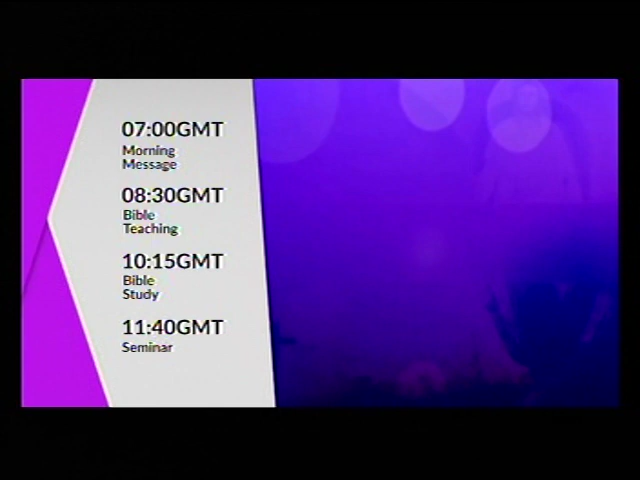 07:00GMT
Morning
Message
08:30GMT
Bible
Teaching
10:15GMT
Bible
Study
11:40GMT
Seminar